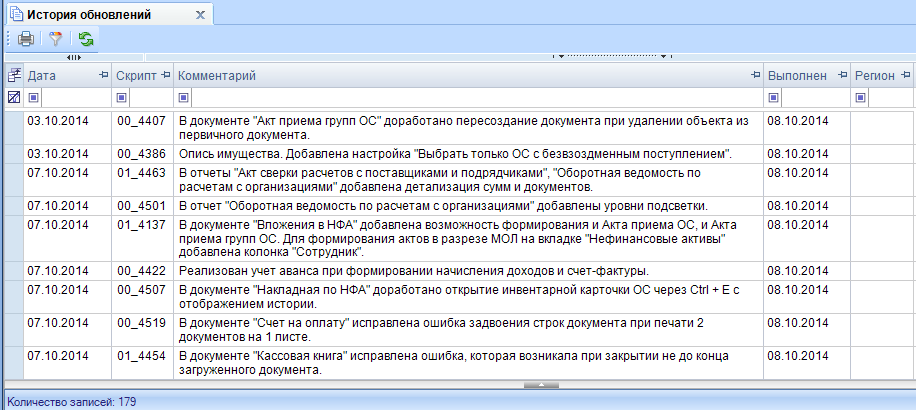 История обновлений
Дата Скрипт Комментарий Выполнен Регион
03.10.2014 00_4407 В документе "Акт приема групп ОС" доработано пересоздание документа при удалении объекта из 08.10.2014
первичного документа.
03.10.2014 00_4386 Опись имущества. Добавлена настройка "Выбрать только ОС с безвоздмезным поступлением". 08.10.2014
07.10.2014 01_4463 В отчеты "Акт сверки расчетов с поставщиками и подрядчиками", "Оборотная ведомость по 08.10.2014
расчетам с организациями" добавлена детализация сумм и документов.
07.10.2014 00_4501 В отчет "Оборотная ведомость по расчетам с организациями" добавлены уровни подсветки. 08.10.2014
07.10.2014 01_4137 В документе "Вложения в НФА" добавлена возможность формирования и Акта приема ОС, и Акта 08.10.2014
приема групп ОС. Для формирования актов в разрезе МОЛ на вкладке "Нефинансовые активы"
добавлена колонка "Сотрудник".
07.10.2014 00_4422 Реализован учет аванса при формировании начисления доходов и счет-фактуры. 08.10.2014
07.10.2014 00_4507 В документе "Накладная по НФА" доработано открытие инвентарной карточки ОС через Ctrl + E с 08.10.2014
отображением истории.
07.10.2014 00_4519 В документе "Счет на оплату" исправлена ошибка задвоения строк документа при печати 2 08.10.2014
документов на 1 листе.
07.10.2014 01_4454 В документе "Кассовая книга" исправлена ошибка, которая возникала при закрытии не до конца 08.10.2014
загруженного документа.
Количество записей: 179